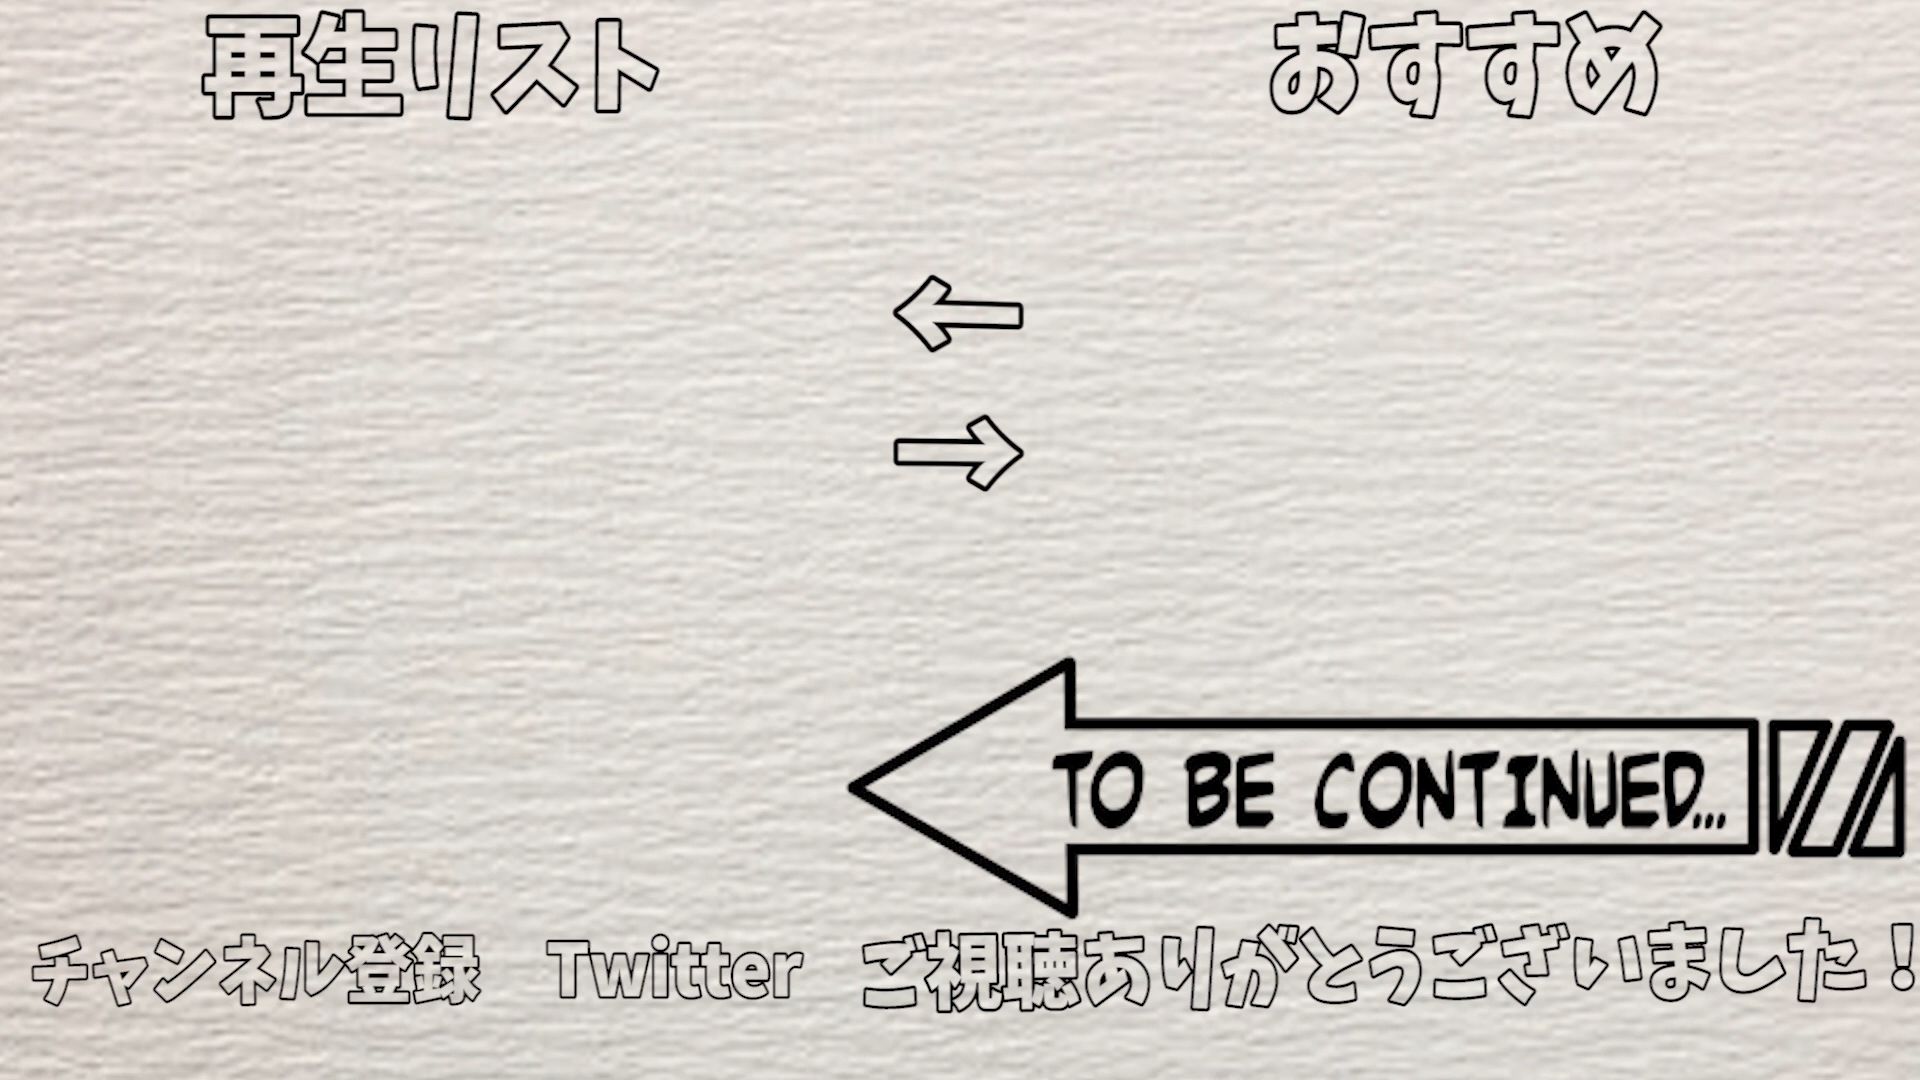 再生リスト
おすすめ
←
→
TO BE CONTINUED...
チャンネル登録 Twitter ご視聴ありがとうございました！